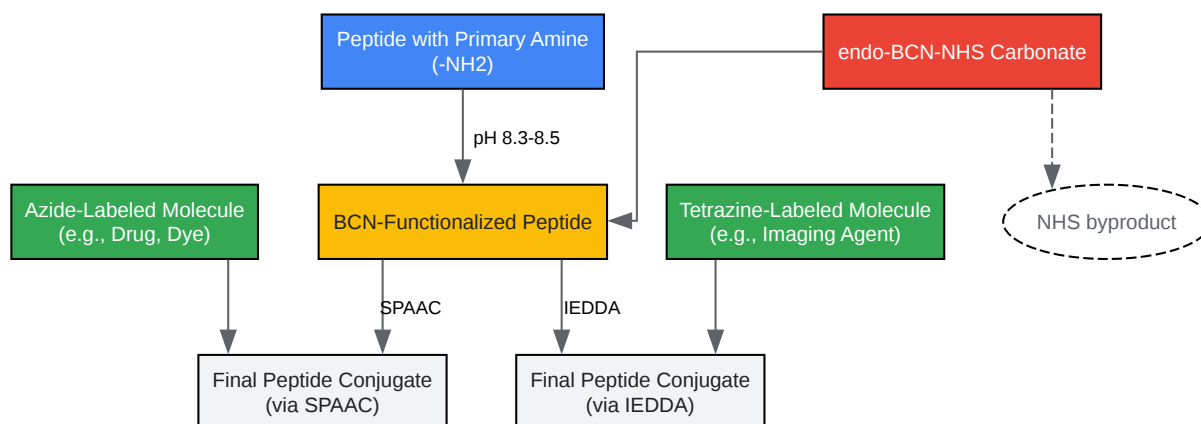 Peptide with Primary Amine
(-NH2)
endo-BCN-NHS Carbonate
pH 8.3-8.5
Azide-Labeled Molecule
(e.g., Drug, Dye)
BCN-Functionalized Peptide
Tetrazine-Labeled Molecule
(e.g., Imaging Agent)
NHS byproduct
SPAAC
IEDDA
Final Peptide Conjugate
(via SPAAC)
Final Peptide Conjugate
(via IEDDA)